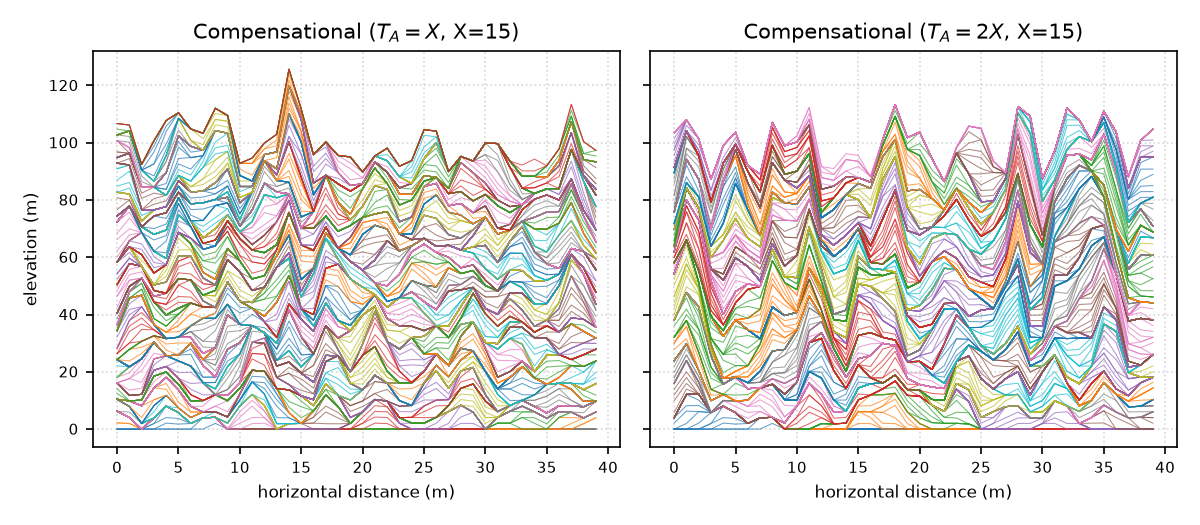 Compensational (T_A = X, X=15)
Compensational (T_A = 2X, X=15)
120
100
80
60
40
20
0
elevation (m)
0 5 10 15 20 25 30 35 40
0 5 10 15 20 25 30 35 40
horizontal distance (m)
horizontal distance (m)